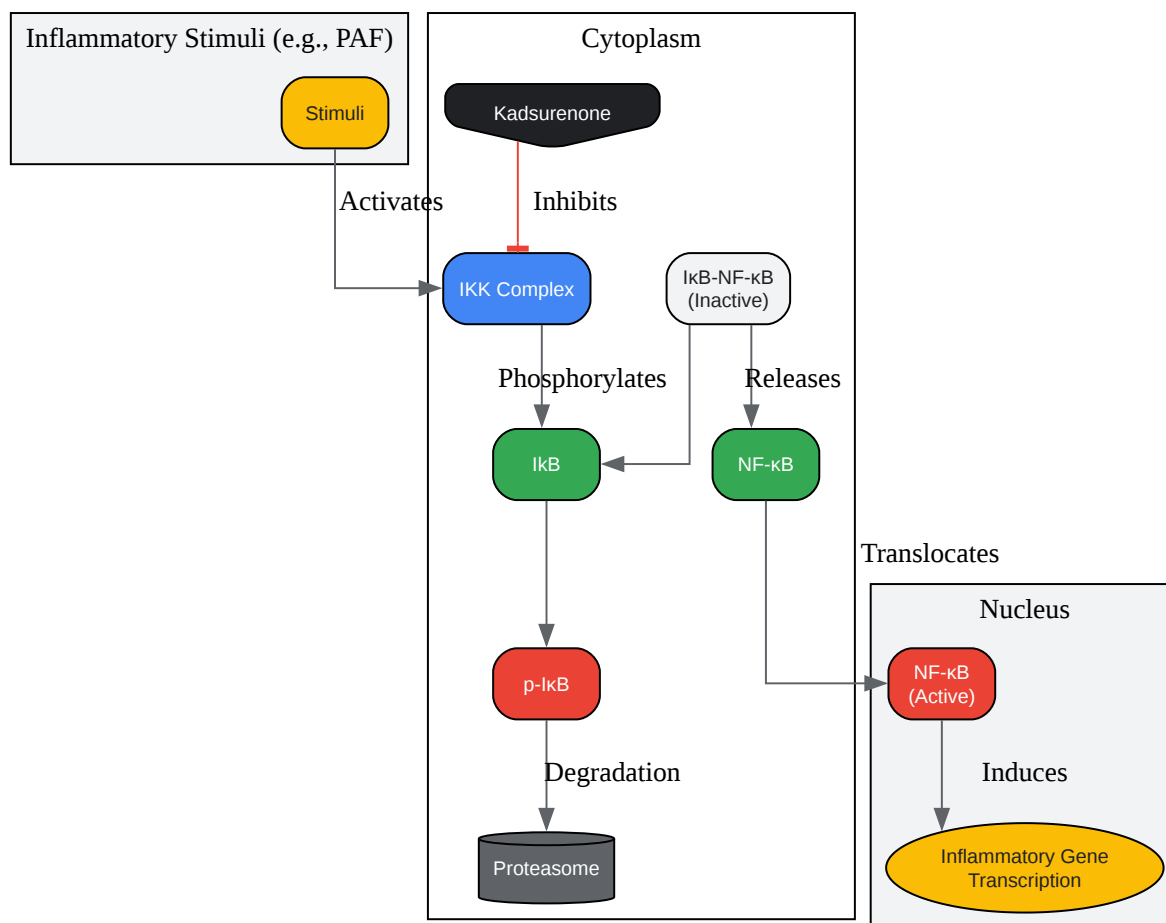 Inflammatory Stimuli (e.g., PAF)
Stimuli
Cytoplasm
Kadsurenone
Activates
Inhibits
IKK Complex
IκB-NF-κB
(Inactive)
Phosphorylates
Releases
IkB
NF-κB
Translocates
Nucleus
p-IκB
NF-κB
(Active)
Degradation
Induces
Proteasome
Inflammatory Gene
Transcription